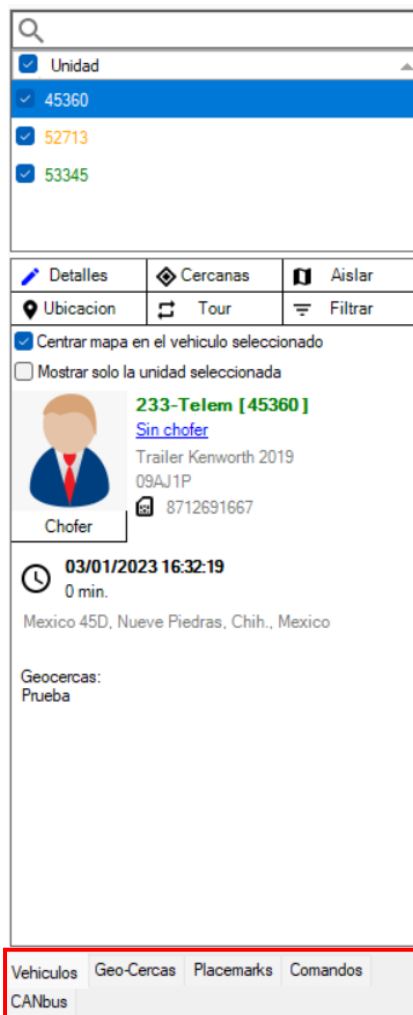 Unidad
45360
52713
53345
Detalles Cercanas Aislar
Ubicacion Tour Filtrar
Centrar mapa en el vehiculo seleccionado
Mostrar solo la unidad seleccionada
233-Telem [45360]
Sin chofer
Trailer Kenworth 2019
09AJ1P
8712691667
Chofer
03/01/2023 16:32:19
0 min.
Mexico 45D, Nueve Piedras, Chih., Mexico
Geocercas:
Prueba
Vehiculos Geo-Cercas Placemarks Comandos
CANbus